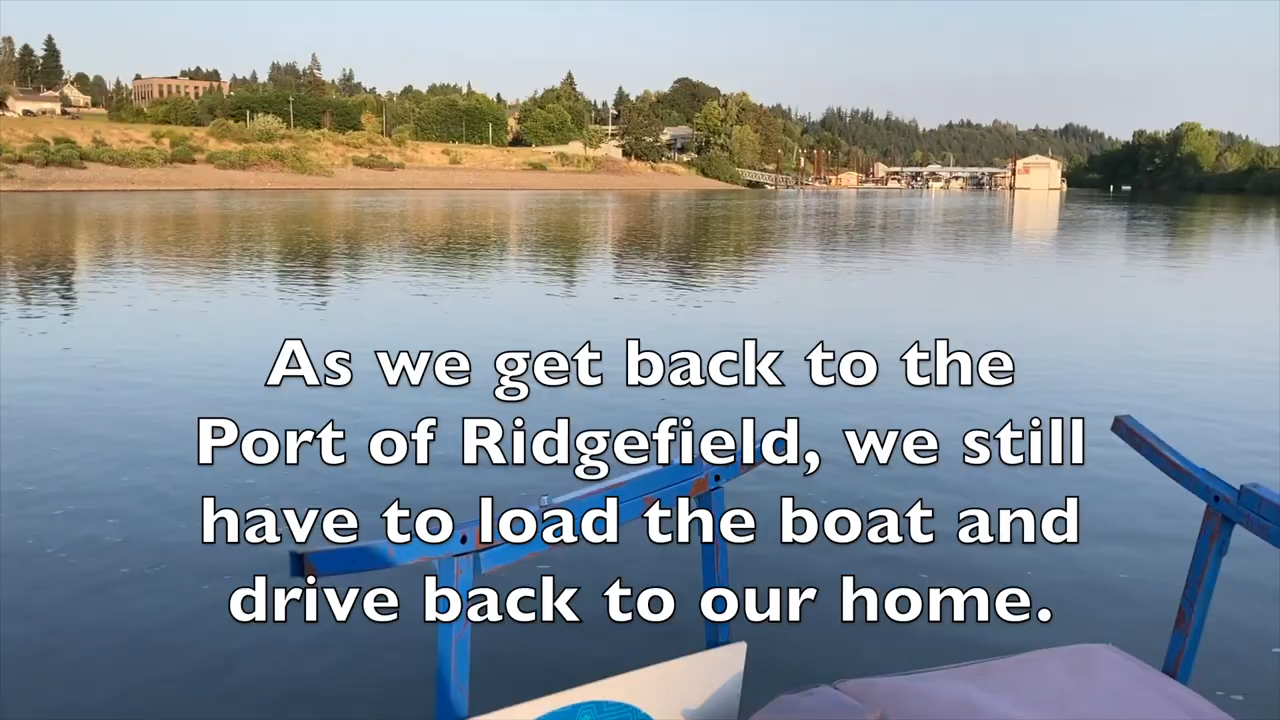 As we get back to the
Port of Ridgefield, we still
have to load the boat and
drive back to our home.